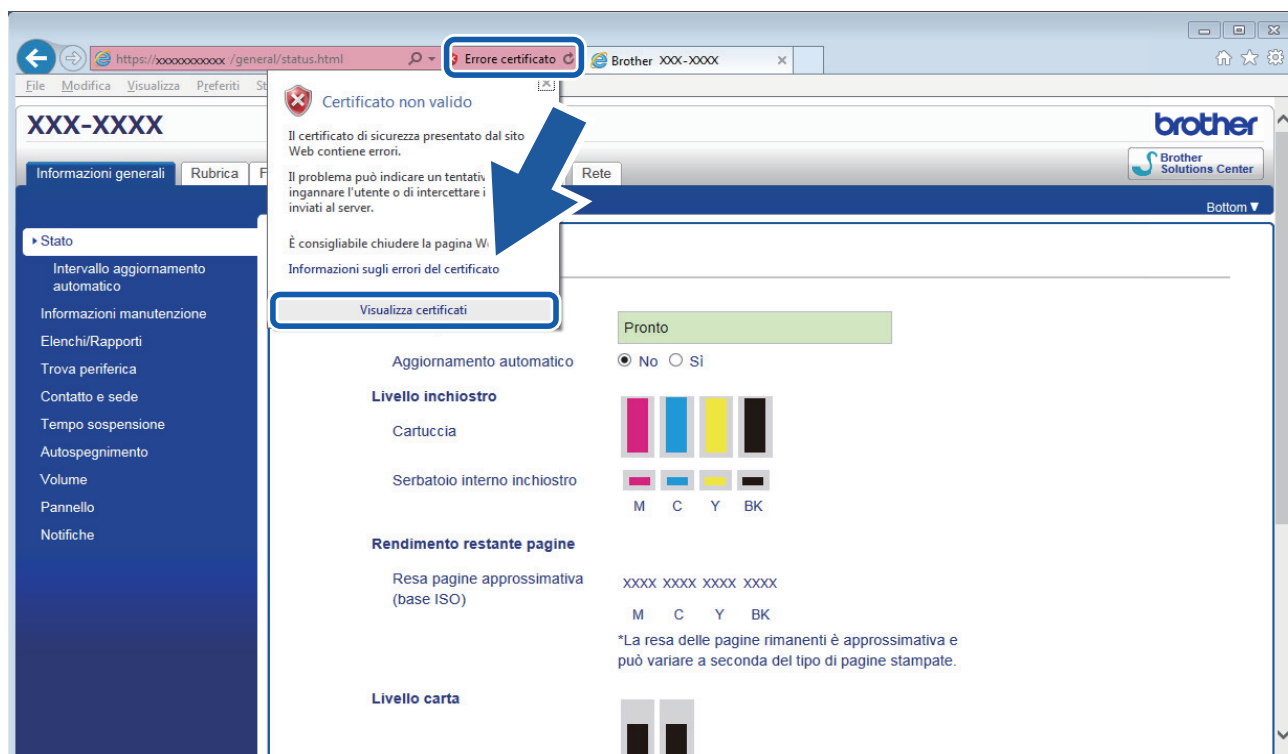 https://xxxxxxxxxxx /general/status.html
Errore certificato
Brother XXX-XXXX
File Modifica Visualizza Preferiti St
Certificato non valido
Il certificato di sicurezza presentato dal sito
Web contiene errori.
Il problema può indicare un tentativ
ingannare l'utente o di intercettare i
inviati al server.
È consigliabile chiudere la pagina W
Informazioni sugli errori del certificato
Visualizza certificati
XXX-XXXX
brother
Brother
Solutions Center
Informazioni generali Rubrica F Rete
Bottom ▼
Stato
Intervallo aggiornamento
automatico
Informazioni manutenzione
Elenchi/Rapporti
Trova periferica
Contatto e sede
Tempo sospensione
Autospegnimento
Volume
Pannello
Notifiche
Pronto
Aggiornamento automatico No Sì
Livello inchiostro
Cartuccia
Serbatoio interno inchiostro
M C Y BK
Rendimento restante pagine
Resa pagine approssimativa
(base ISO)
XXXX XXXX XXXX XXXX
M C Y BK
*La resa delle pagine rimanenti è approssimativa e
può variare a seconda del tipo di pagine stampate.
Livello carta